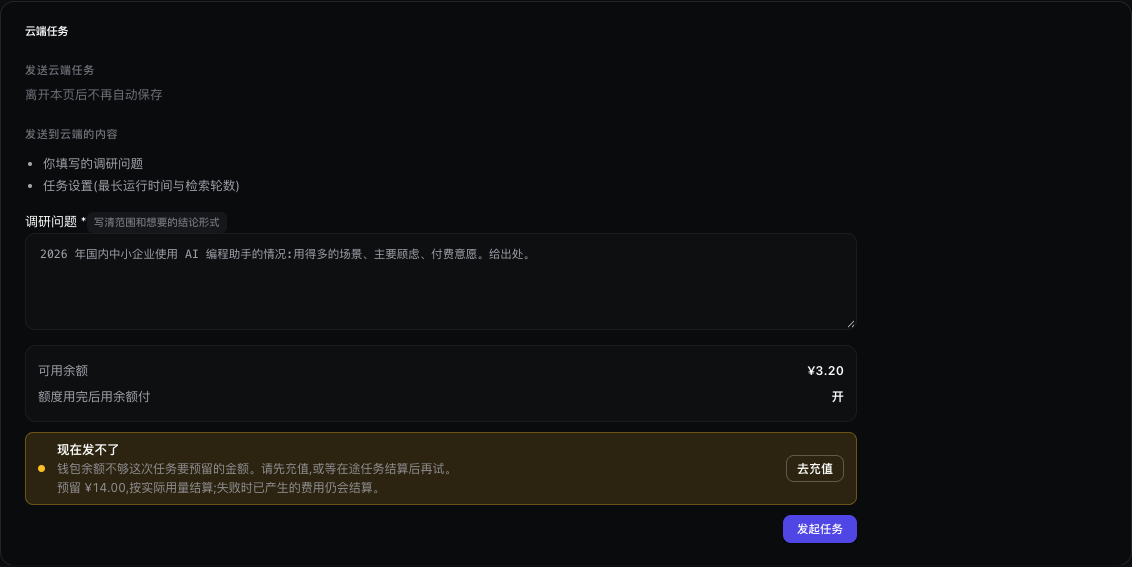 云端任务
发送云端任务
离开本页后不再自动保存
发送到云端的内容
你填写的调研问题
任务设置(最长运行时间与检索轮数)
调研问题 * 写清范围和想要的结论形式
2026 年国内中小企业使用 AI 编程助手的情况:用得多的场景、主要顾虑、付费意愿。给出处。
可用余额 ¥3.20
额度用完后用余额付 开
现在发不了
钱包余额不够这次任务要预留的金额。请先充值,或等在途任务结算后再试。
预留 ¥14.00,按实际用量结算;失败时已产生的费用仍会结算。
去充值
发起任务